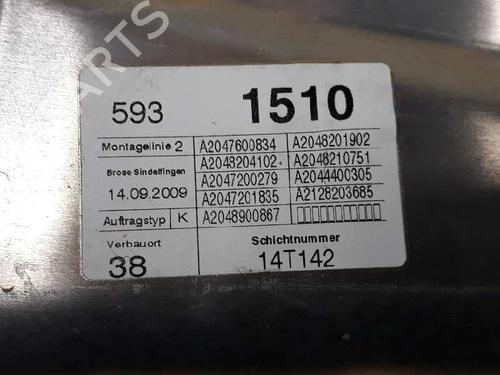 593 1510
Montagelinie 2 A2047600834 A2048201902
Brose Sindelfingen A2048204102 A2048210751
14.09.2009 A2047200279 A2044400305
A2047201835 A2128203685
Auftragstyp K A2048900867
Verbauort Schichtnummer
38 14T142
PARTS